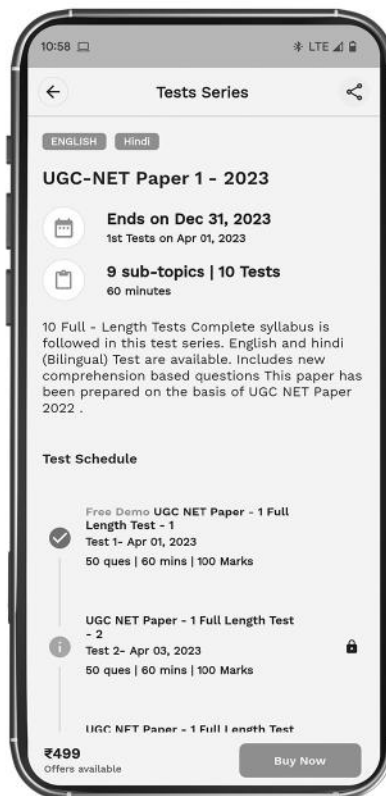 10:58 LTE
Tests Series
ENGLISH Hindi
UGC-NET Paper 1 - 2023
Ends on Dec 31, 2023
1st Tests on Apr 01, 2023
9 sub-topics | 10 Tests
60 minutes
10 Full - Length Tests Complete syllabus is
followed in this test series. English and hindi
(Bilingual) Test are available. Includes new
comprehension based questions This paper has
been prepared on the basis of UGC NET Paper
2022 .
Test Schedule
Free Demo UGC NET Paper - 1 Full
Length Test - 1
Test 1- Apr 01, 2023
50 ques | 60 mins | 100 Marks
UGC NET Paper - 1 Full Length Test
- 2
Test 2- Apr 03, 2023
50 ques | 60 mins | 100 Marks
UGC NET Paper - 1 Full Length Test
₹499
Offers available
Buy Now